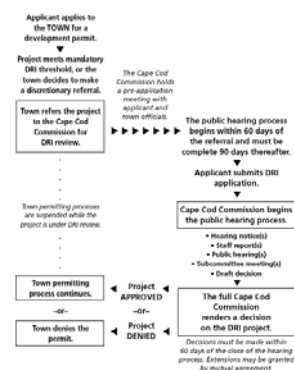 Applicant applies to
the TOWN for a
development permit.
Project meets mandatory
DRI threshold, or the
town decides to make
a discretionary referral.
Town refers the project
to the Cape Cod
Commission for
DRI review.
The Cape Cod
Commission holds
a pre-application
meeting with
applicant and
town officials.
The public hearing process
begins within 60 days of
the referral and must be
complete 90 days thereafter.
Applicant submits DRI
application.
Cape Cod Commission begins
the public hearing process.
• Hearing notice(s)
• Staff report(s)
• Public hearing(s)
• Subcommittee meeting(s)
• Draft decision
Town permitting processes
are suspended while the
project is under DRI review.
The full Cape Cod
Commission
renders a decision
on the DRI project.
Project
APPROVED
–or–
Project
DENIED
Town permitting
process continues.
–or–
Town denies the
permit.
Decisions must be made within
60 days of the close of the hearing
process. Extensions may be granted
by mutual agreement.